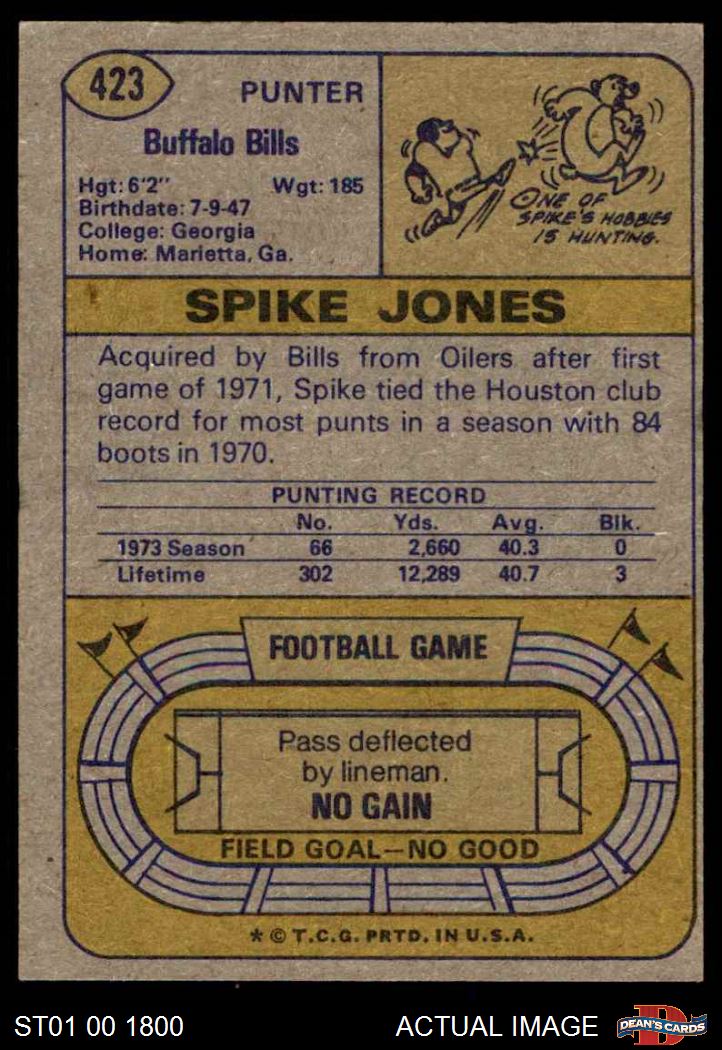 423
PUNTER
Buffalo Bills
Hgt: 6'2" Wgt: 185
Birthdate: 7-9-47
College: Georgia
Home: Marietta, Ga.
ONE OF
SPIKE'S HOBBIES
IS HUNTING.
SPIKE JONES
Acquired by Bills from Oilers after first
game of 1971, Spike tied the Houston club
record for most punts in a season with 84
boots in 1970.
PUNTING RECORD
No. Yds. Avg. Blk.
1973 Season 66 2,660 40.3 0
Lifetime 302 12,289 40.7 3
FOOTBALL GAME
Pass deflected
by lineman.
NO GAIN
FIELD GOAL—NO GOOD
* © T.C.G. PRTD. IN U.S.A.
ST01 00 1800 ACTUAL IMAGE
D
DEAN'S CARDS